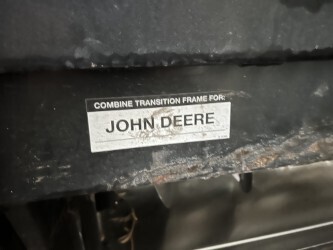 COMBINE TRANSITION FRAME FOR:
JOHN DEERE